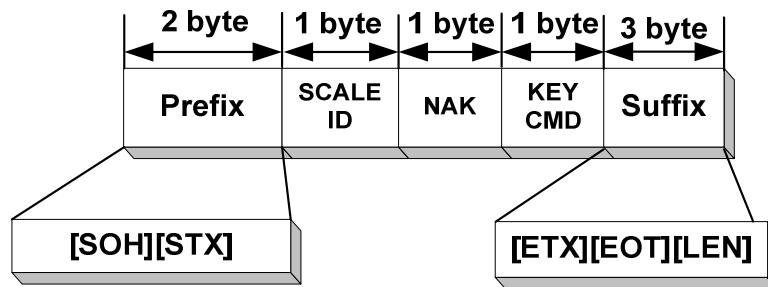 2 byte 1 byte 1 byte 1 byte 3 byte
Prefix SCALE ID NAK KEY CMD Suffix
[SOH][STX] [ETX][EOT][LEN]